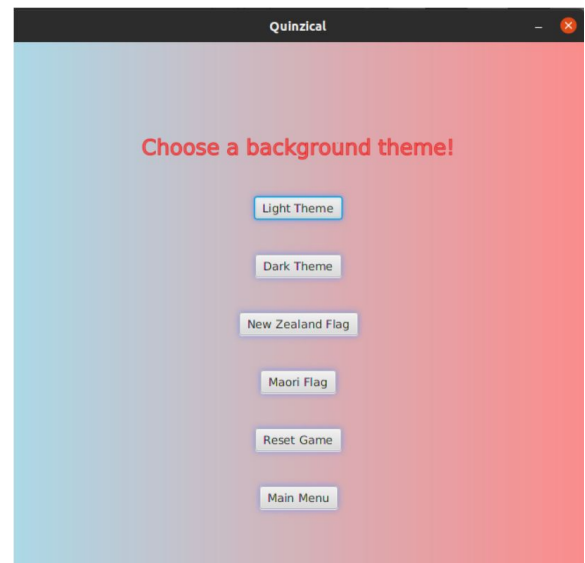 Quinzical
Choose a background theme!
Light Theme
Dark Theme
New Zealand Flag
Maori Flag
Reset Game
Main Menu